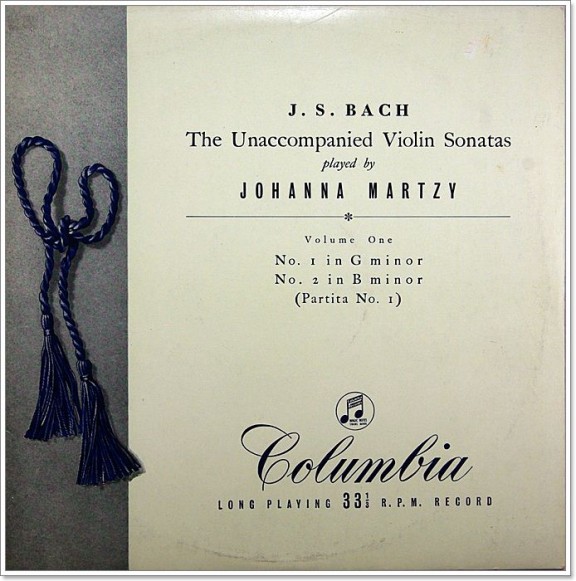 J. S. BACH
The Unaccompanied Violin Sonatas
played by
JOHANNA MARTZY
Volume One
No. 1 in G minor
No. 2 in B minor
(Partita No. 1)
Columbia
LONG PLAYING 33⅓ R.P.M. RECORD